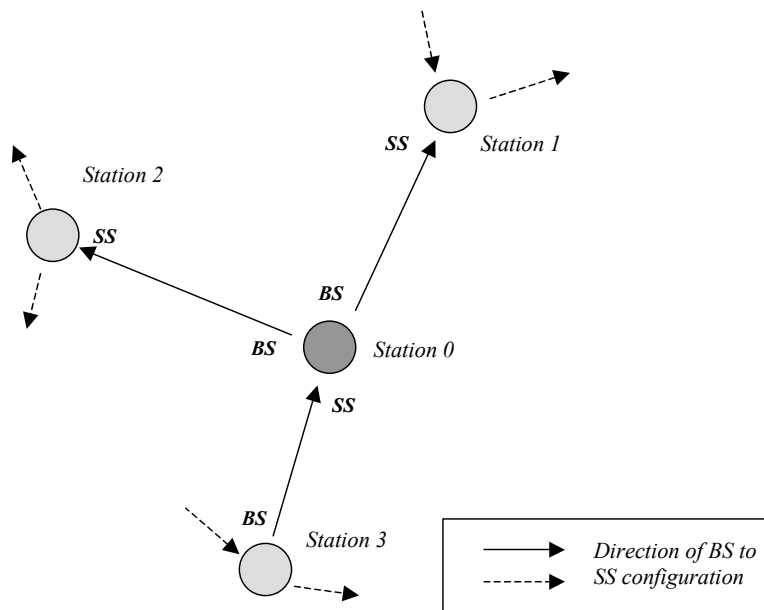 SS
Station 1
Station 2
SS
BS
BS
Station 0
SS
BS
Station 3
Direction of BS to
SS configuration